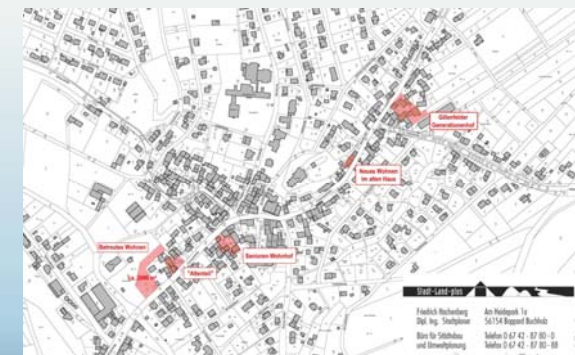 Gillenfelder
Generationenhof
Neues Wohnen
im alten Haus
Betreutes Wohnen
"Altenteil"
Senioren-Wohnhof
Stadt-Land-plus
Friedrich Hachenberg
Dipl. Ing. Stadtplaner
Büro für Städtebau
und Umweltplanung
Am Heidepark 1a
56154 Boppard Buchholz
Telefon 0 67 42 - 87 80 - 0
Telefax 0 67 42 - 87 80 - 88